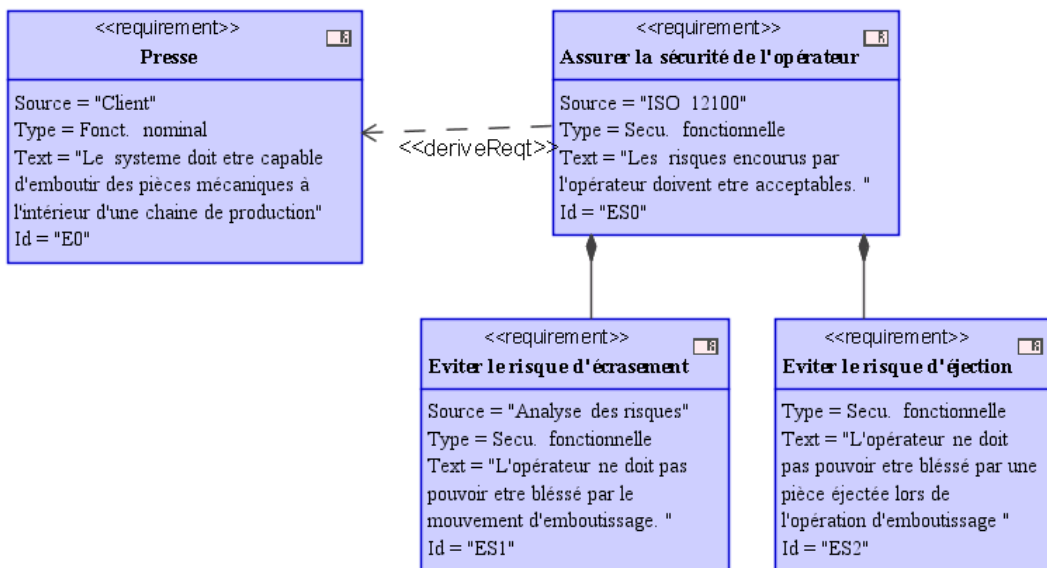 <<requirement>>
Presse
Source = "Client"
Type = Fonct. nominal
Text = "Le systeme doit etre capable
d'emboutir des pièces mécaniques à
l'intérieur d'une chaine de production"
Id = "E0"
<<deriveReqt>>
<<requirement>>
Assurer la sécurité de l'opérateur
Source = "ISO 12100"
Type = Secu. fonctionnelle
Text = "Les risques encourus par
l'opérateur doivent etre acceptables. "
Id = "ES0"
<<requirement>>
Eviter le risque d'écrasement
Source = "Analyse des risques"
Type = Secu. fonctionnelle
Text = "L'opérateur ne doit pas
pouvoir etre bléssé par le
mouvement d'emboutissage. "
Id = "ES1"
<<requirement>>
Eviter le risque d'éjection
Type = Secu. fonctionnelle
Text = "L'opérateur ne doit
pas pouvoir etre bléssé par une
pièce éjectée lors de
l'opération d'emboutissage "
Id = "ES2"